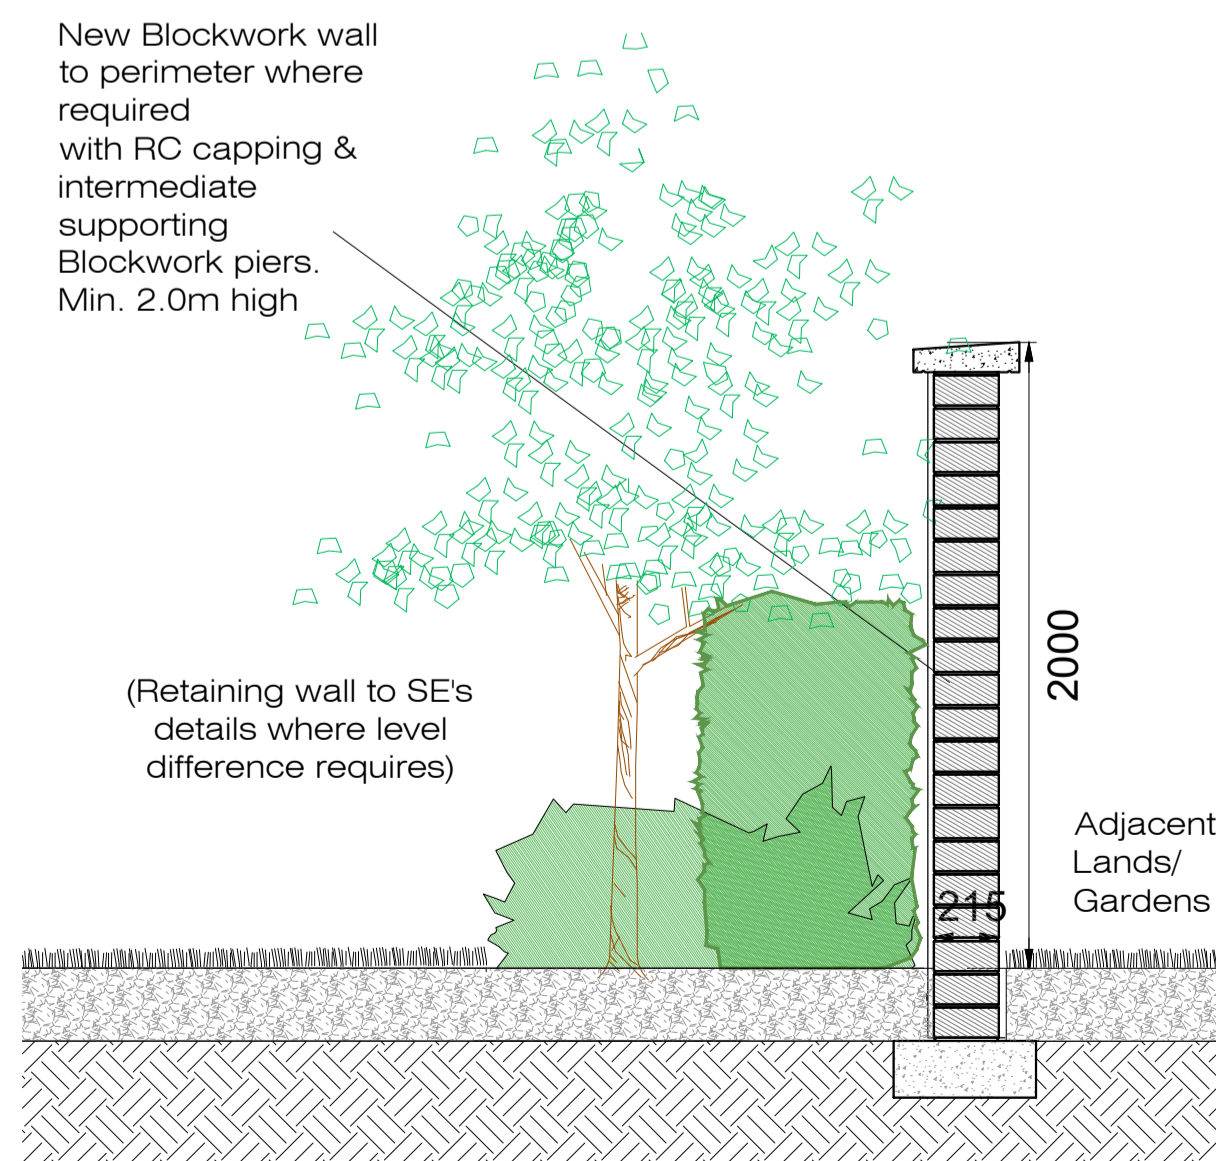 New Blockwork wall
to perimeter where
required
with RC capping &
intermediate
supporting
Blockwork piers.
Min. 2.0m high
2000
(Retaining wall to SE's
details where level
difference requires)
Adjacent
Lands/
Gardens
215